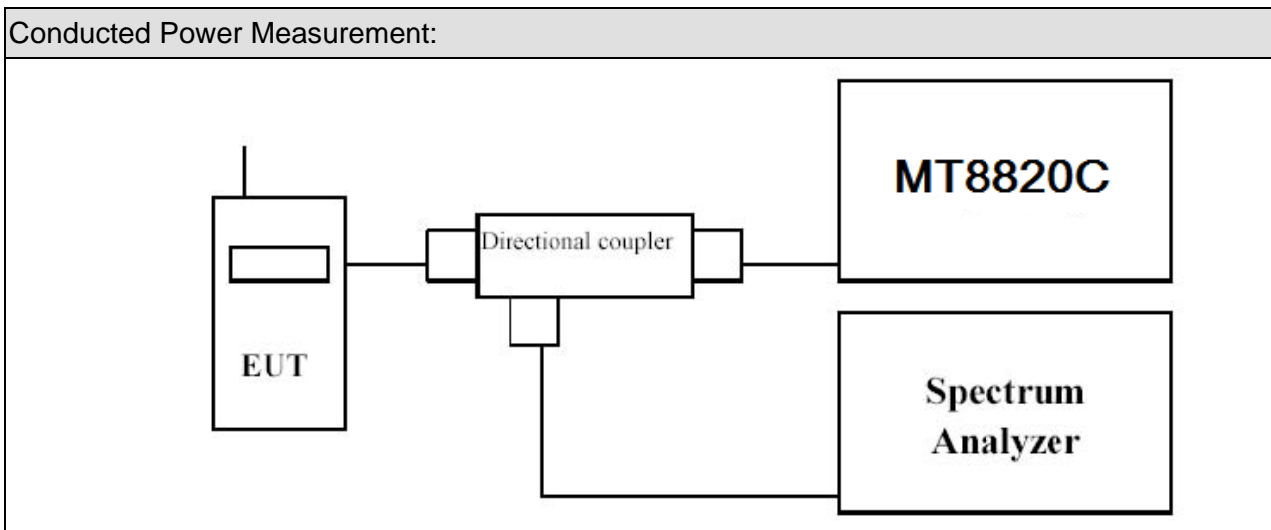 Conducted Power Measurement:
MT8820C
Directional coupler
EUT
Spectrum
Analyzer